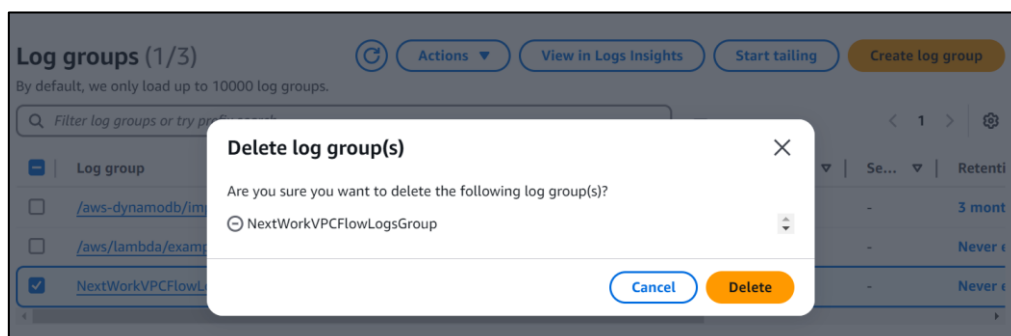 Log groups (1/3)
Actions
View in Logs Insights
Start tailing
Create log group
By default, we only load up to 10000 log groups.
Filter log groups or try prefix search
1
Delete log group(s)
Log group
Se...
Retenti
Are you sure you want to delete the following log group(s)?
/aws-dynamodb/im
-
3 mont
NextWorkVPCFlowLogsGroup
/aws/lambda/examp
-
Never e
NextWorkVPCFlowL
-
Never e
Cancel
Delete